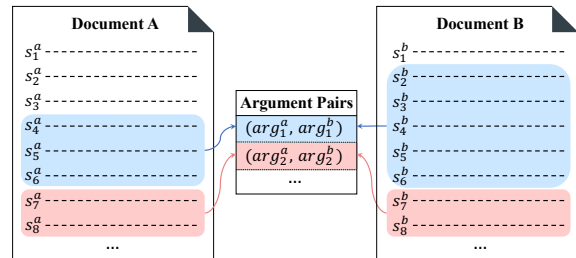 Document A
s_1^a
s_2^a
s_3^a
s_4^a
s_5^a
s_6^a
s_7^a
s_8^a
...
Argument Pairs
(arg_1^a, arg_1^b)
(arg_2^a, arg_2^b)
...
Document B
s_1^b
s_2^b
s_3^b
s_4^b
s_5^b
s_6^b
s_7^b
s_8^b
...